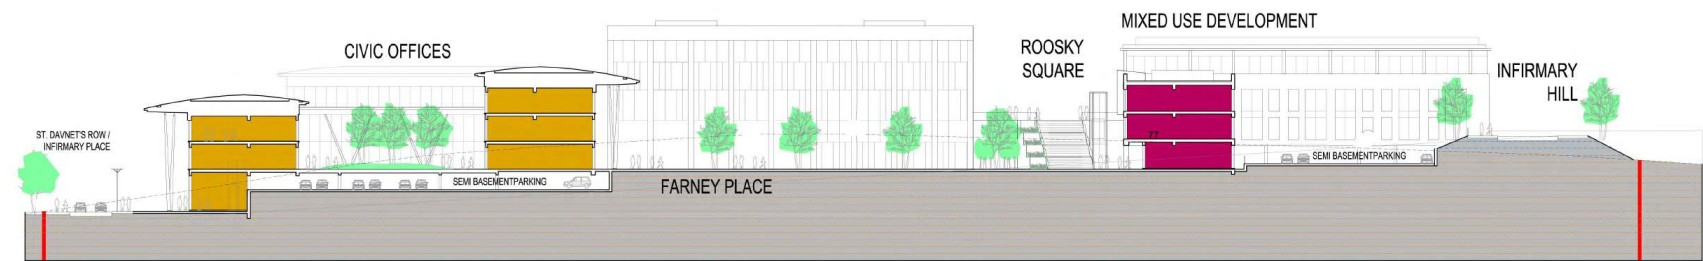 MIXED USE DEVELOPMENT
CIVIC OFFICES
ROOSKY
SQUARE
INFIRMARY
HILL
ST. DAVNET'S ROW /
INFIRMARY PLACE
77
SEMI BASEMENTPARKING
SEMI BASEMENTPARKING
FARNEY PLACE